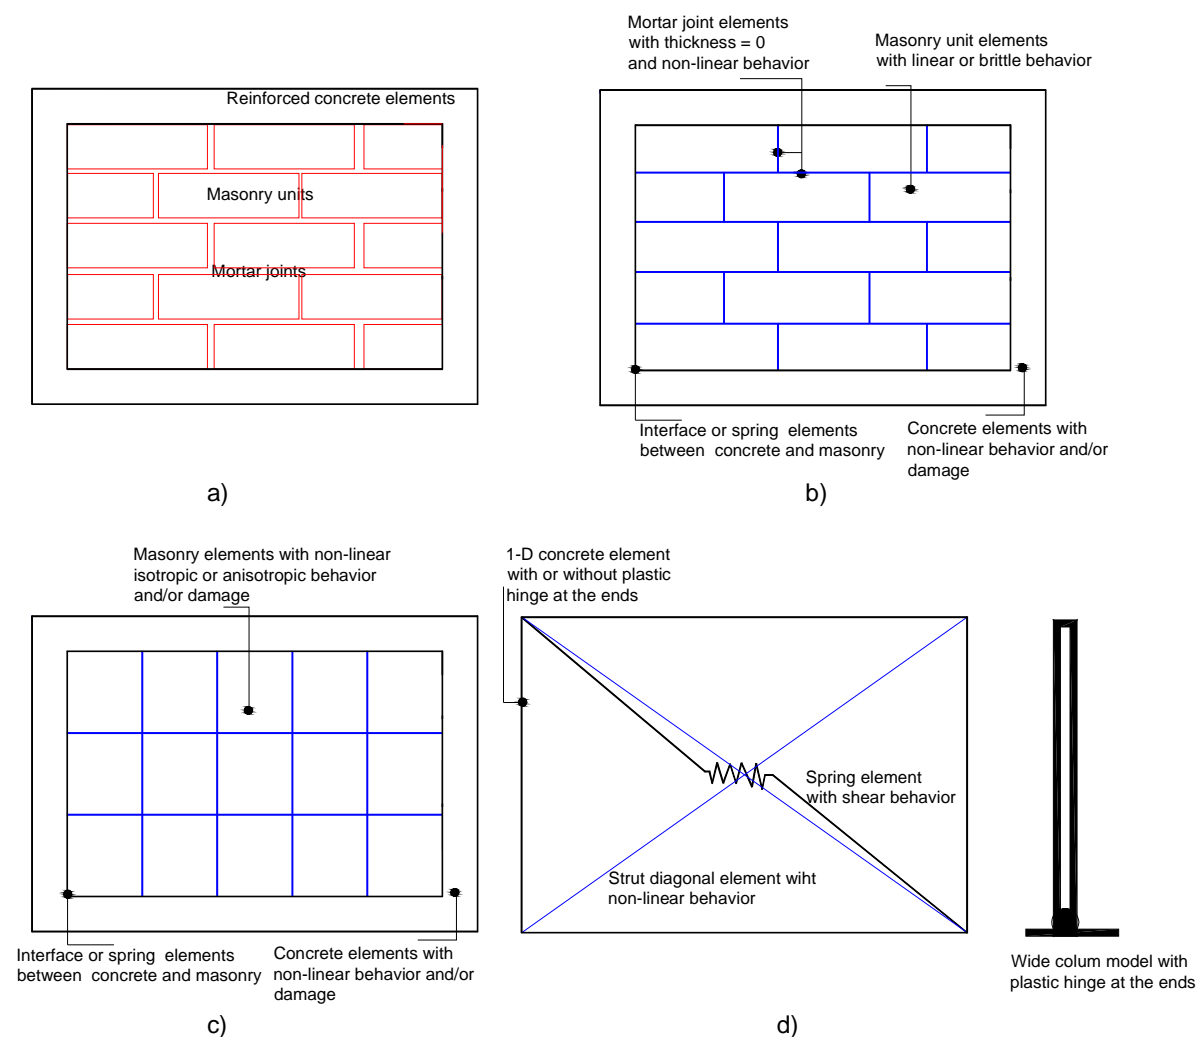 Reinforced concrete elements
Masonry units
Mortar joints
a)
Mortar joint elements
with thickness = 0
and non-linear behavior
Masonry unit elements
with linear or brittle behavior
Interface or spring elements
between concrete and masonry
Concrete elements with
non-linear behavior and/or
damage
b)
Masonry elements with non-linear
isotropic or anisotropic behavior
and/or damage
Interface or spring elements
between concrete and masonry
Concrete elements with
non-linear behavior and/or
damage
c)
1-D concrete element
with or without plastic
hinge at the ends
Spring element
with shear behavior
Strut diagonal element wiht
non-linear behavior
Wide colum model with
plastic hinge at the ends
d)